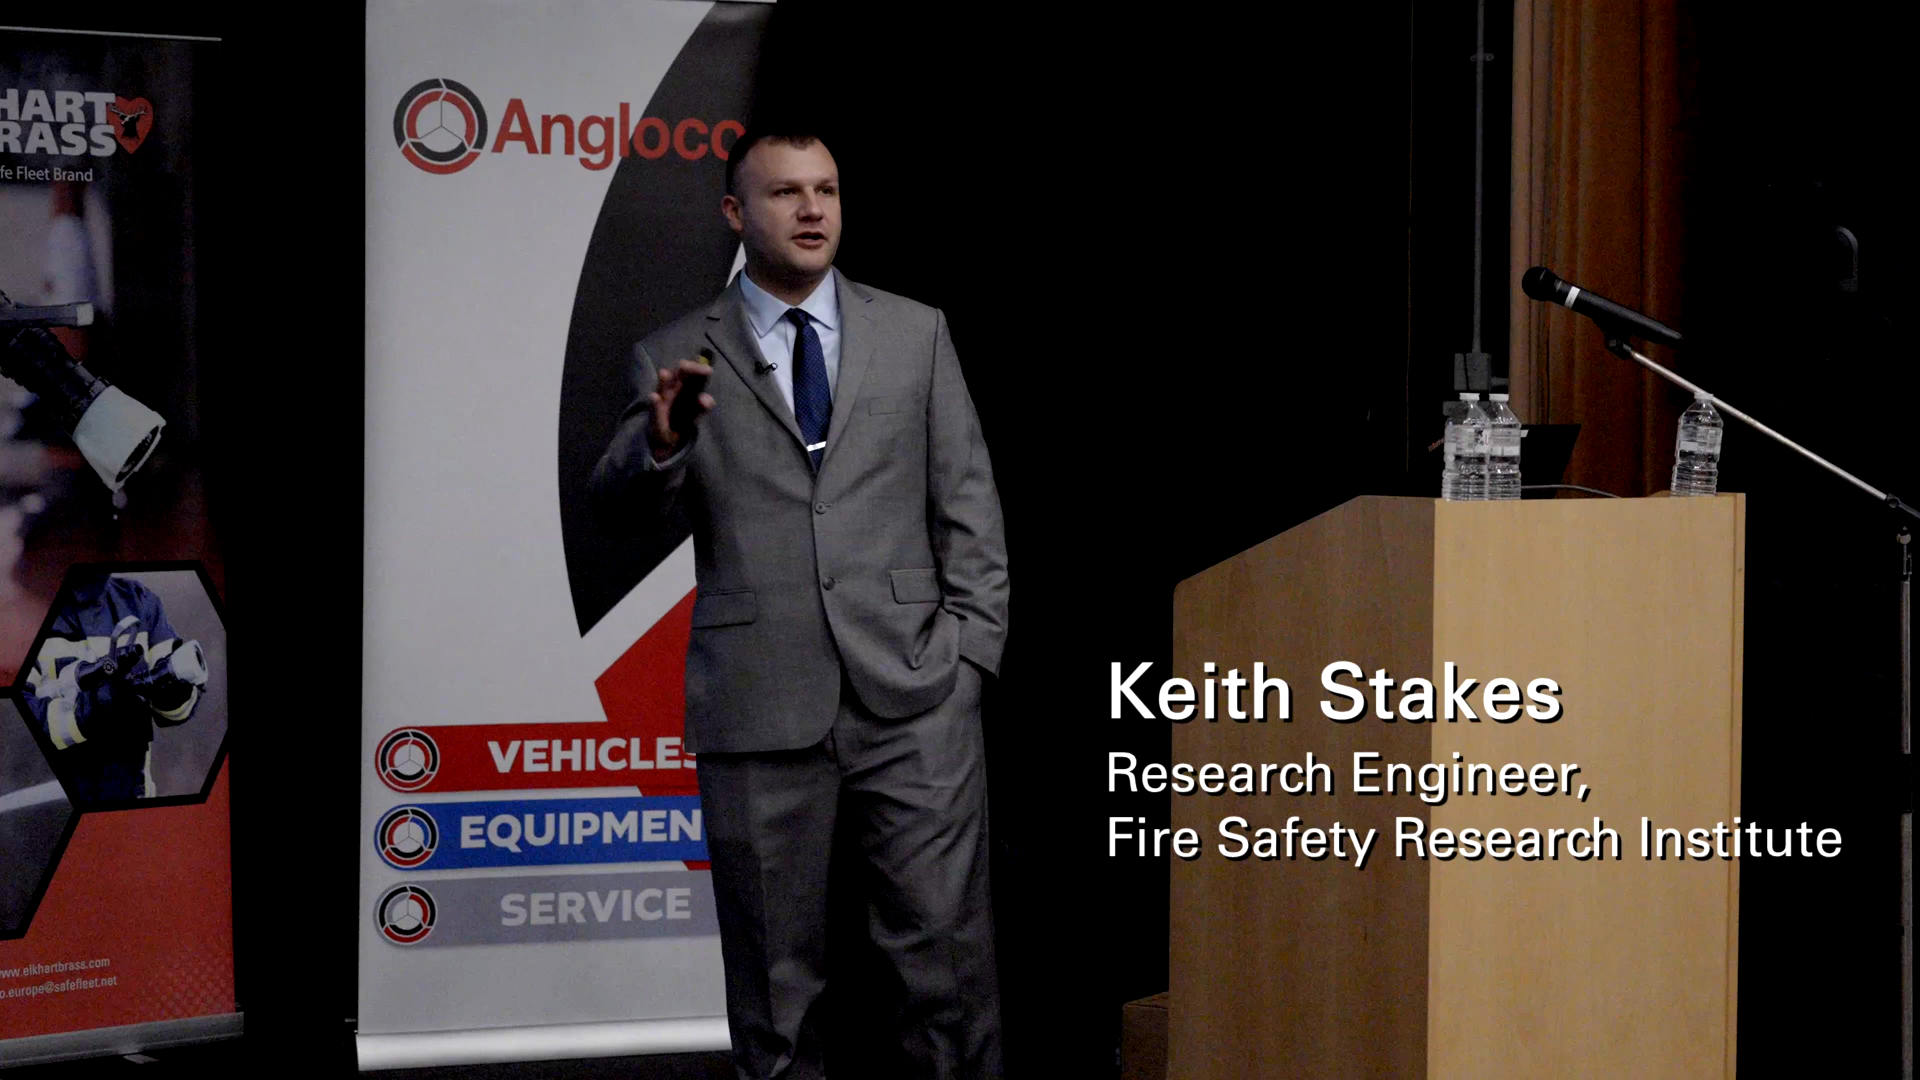 HART
RASS
fe Fleet Brand
www.elkhartbrass.com
o.europe@safefleet.net
Angloco
VEHICLES
EQUIPMEN
SERVICE
Keith Stakes
Research Engineer,
Fire Safety Research Institute